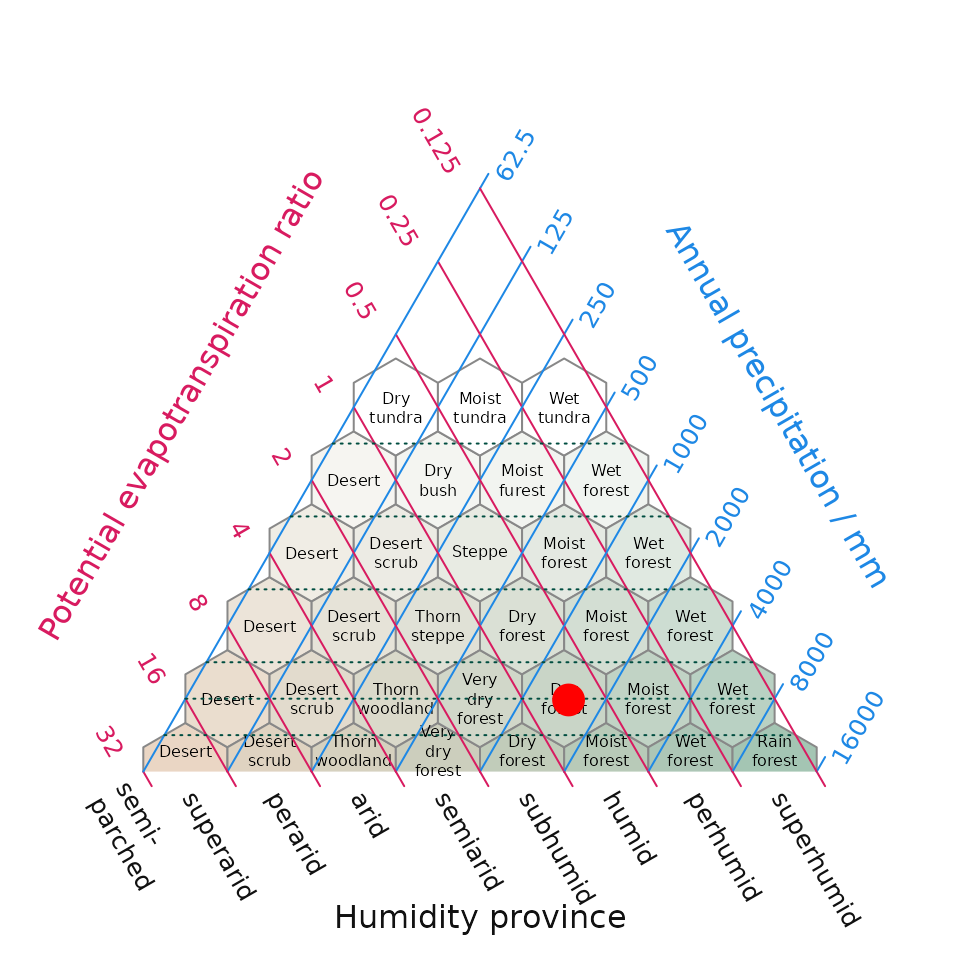 0.125
62.5
0.25
125
0.5
250
Potential evapotranspiration ratio
Annual precipitation / mm
1
500
Dry
tundra
Moist
tundra
Wet
tundra
2
1000
Desert
Dry
bush
Moist
furest
Wet
forest
4
2000
Desert
Desert
scrub
Steppe
Moist
forest
Wet
forest
8
4000
Desert
Desert
scrub
Thorn
steppe
Dry
forest
Moist
forest
Wet
forest
16
8000
Desert
Desert
scrub
Thorn
woodland
Very
dry
forest
Moist
forest
Wet
forest
32
16000
Desert
Desert
scrub
Thorn
woodland
Very
dry
forest
Dry
forest
Moist
forest
Wet
forest
Rain
forest
semi-
parched
superarid
perarid
arid
semiarid
subhumid
humid
perhumid
superhumid
Humidity province